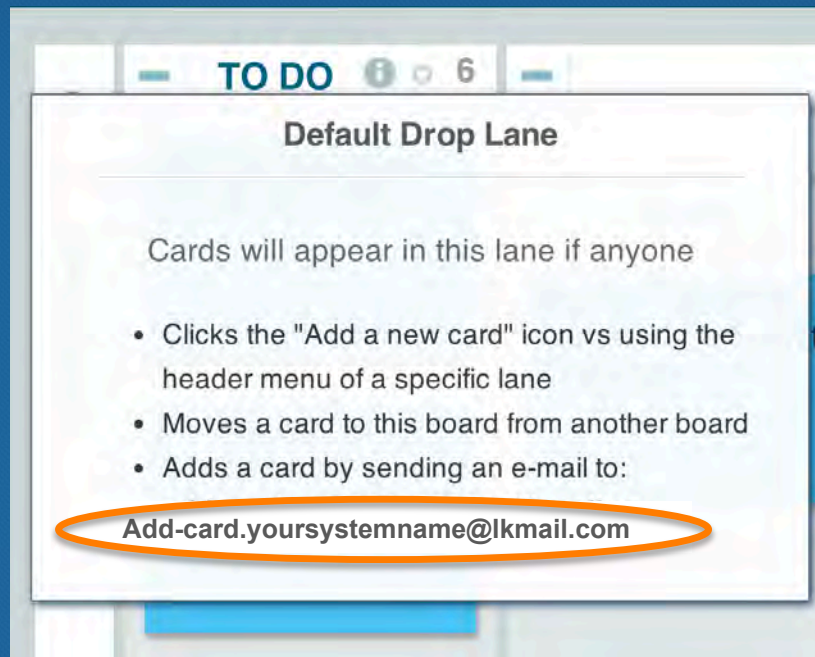 TO DO 6
Default Drop Lane
Cards will appear in this lane if anyone
• Clicks the "Add a new card" icon vs using the
header menu of a specific lane
• Moves a card to this board from another board
• Adds a card by sending an e-mail to:
Add-card.yoursystemname@lkmail.com